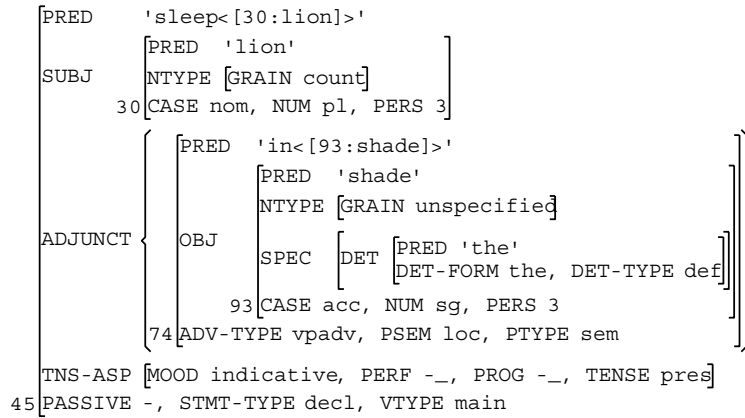 PRED 'sleep<[30:lion]>'
PRED 'lion'
SUBJ NTYPE [GRAIN count]
30 CASE nom, NUM pl, PERS 3
PRED 'in<[93:shade]>'
PRED 'shade'
NTYPE [GRAIN unspecified]
ADJUNCT OBJ
SPEC DET PRED 'the'
DET-FORM the, DET-TYPE def
93 CASE acc, NUM sg, PERS 3
74 ADV-TYPE vpadv, PSEM loc, PTYPE sem
TNS-ASP [MOOD indicative, PERF -_, PROG -_, TENSE pres]
45 PASSIVE -, STMT-TYPE decl, VTYPE main